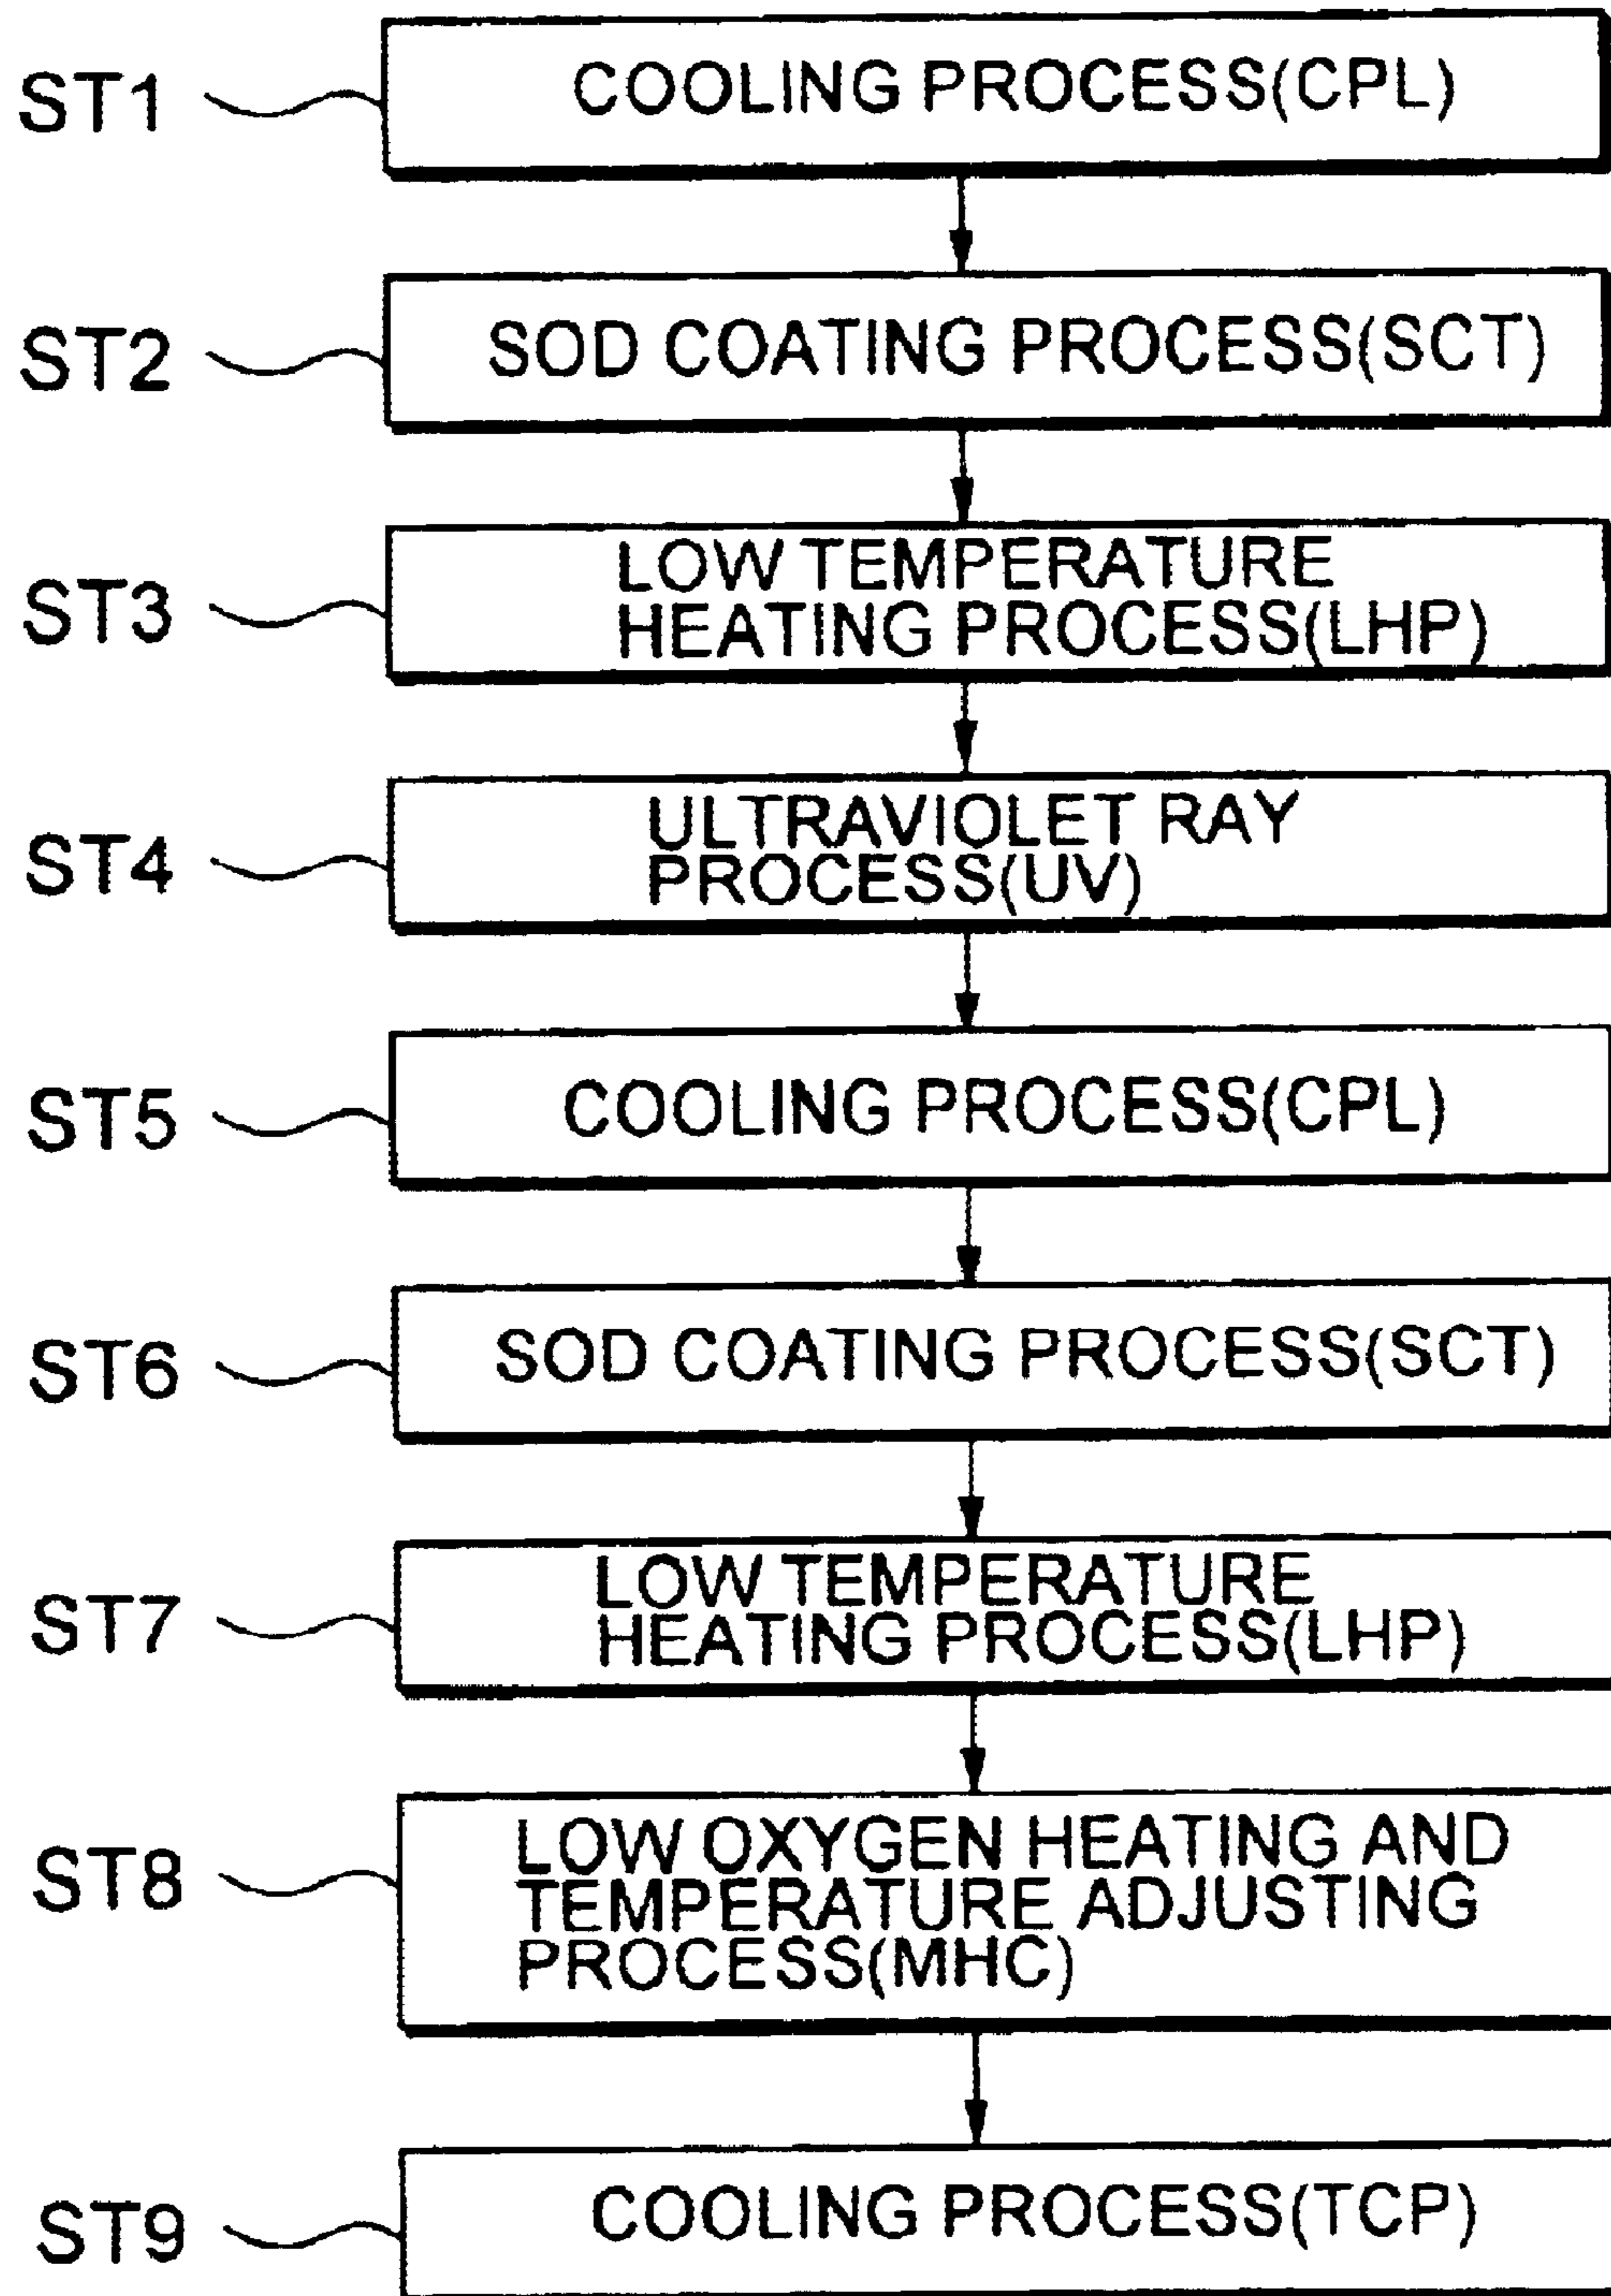 ST1 COOLING PROCESS(CPL)
ST2 SOD COATING PROCESS(SCT)
ST3 LOW TEMPERATURE
HEATING PROCESS(LHP)
ST4 ULTRAVIOLET RAY
PROCESS(UV)
ST5 COOLING PROCESS(CPL)
ST6 SOD COATING PROCESS(SCT)
ST7 LOW TEMPERATURE
HEATING PROCESS(LHP)
ST8 LOW OXYGEN HEATING AND
TEMPERATURE ADJUSTING
PROCESS(MHC)
ST9 COOLING PROCESS(TCP)